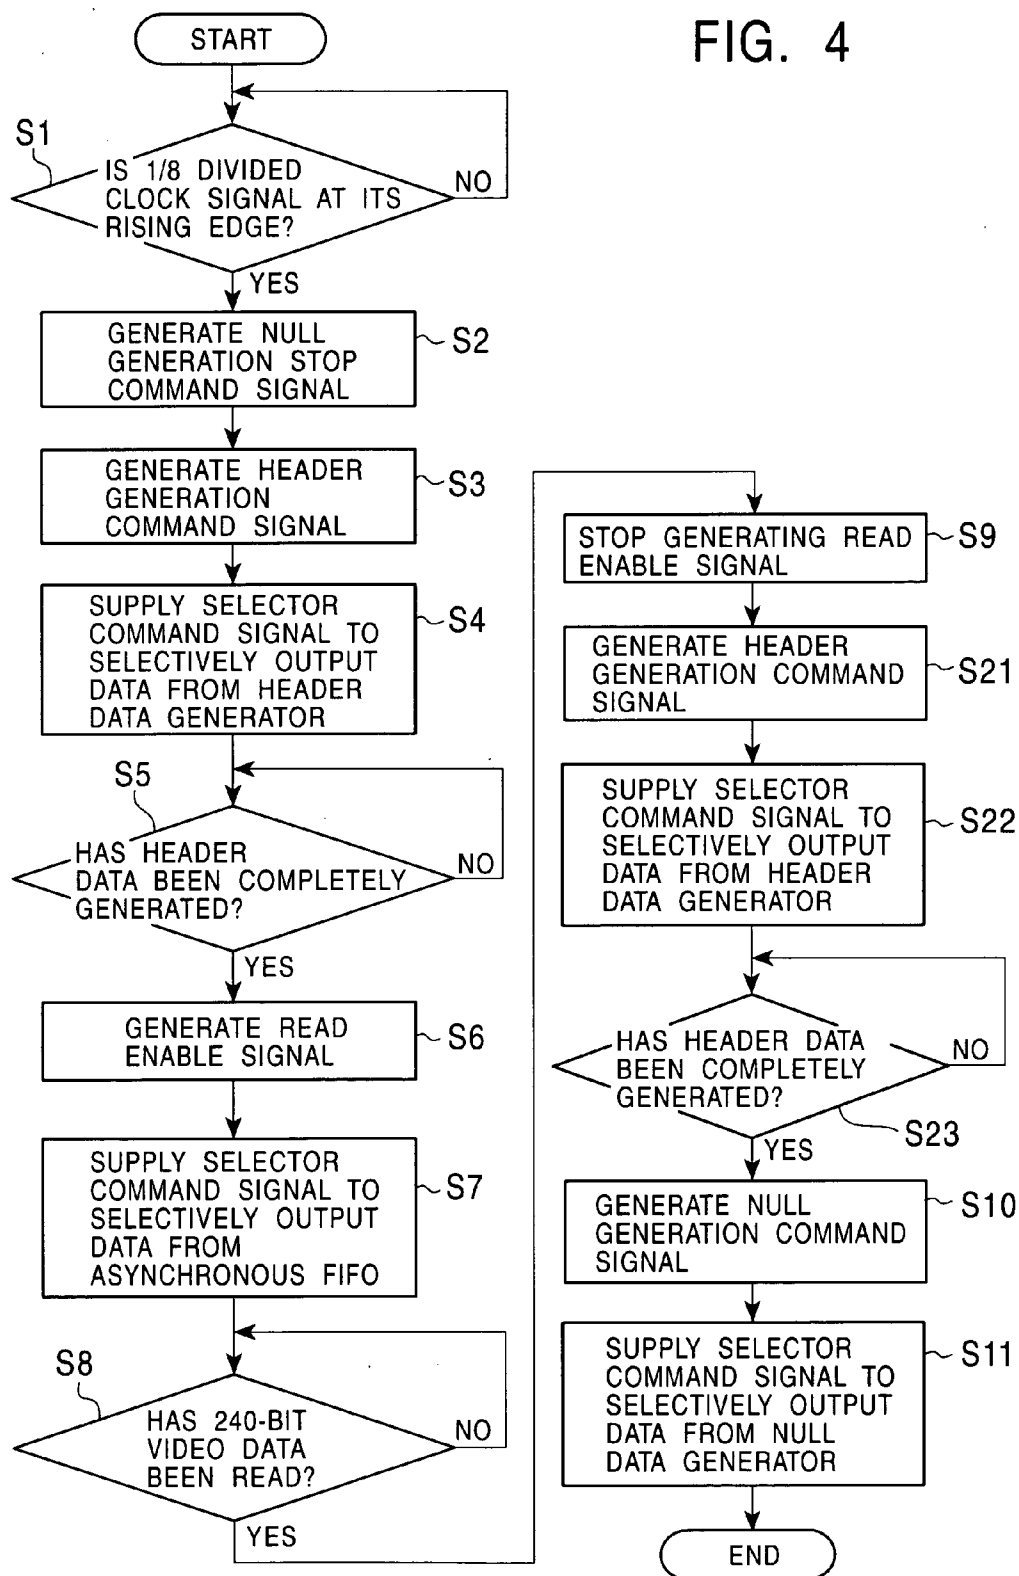 FIG. 4
START
S1
IS 1/8 DIVIDED
CLOCK SIGNAL AT ITS
RISING EDGE?
NO
YES
GENERATE NULL
GENERATION STOP
COMMAND SIGNAL
S2
GENERATE HEADER
GENERATION
COMMAND SIGNAL
S3
SUPPLY SELECTOR
COMMAND SIGNAL TO
SELECTIVELY OUTPUT
DATA FROM HEADER
DATA GENERATOR
S4
S5
HAS HEADER
DATA BEEN COMPLETELY
GENERATED?
NO
YES
GENERATE READ
ENABLE SIGNAL
S6
SUPPLY SELECTOR
COMMAND SIGNAL TO
SELECTIVELY OUTPUT
DATA FROM
ASYNCHRONOUS FIFO
S7
S8
HAS 240-BIT
VIDEO DATA
BEEN READ?
NO
YES
STOP GENERATING READ
ENABLE SIGNAL
S9
GENERATE HEADER
GENERATION COMMAND
SIGNAL
S21
SUPPLY SELECTOR
COMMAND SIGNAL TO
SELECTIVELY OUTPUT
DATA FROM HEADER
DATA GENERATOR
S22
HAS HEADER DATA
BEEN COMPLETELY
GENERATED?
NO
S23
YES
GENERATE NULL
GENERATION COMMAND
SIGNAL
S10
SUPPLY SELECTOR
COMMAND SIGNAL TO
SELECTIVELY OUTPUT
DATA FROM NULL
DATA GENERATOR
S11
END